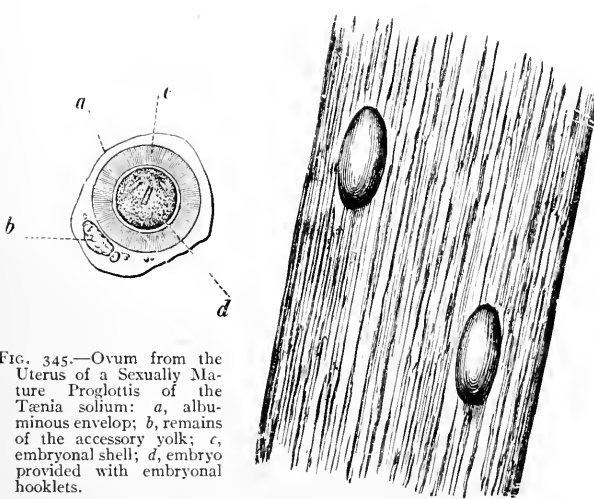 c
a
b
d
FIG. 345.—Ovum from the
Uterus of a Sexually Ma-
ture Proglottis of the
Tænia solium: a, albu-
minous envelop; b, remains
of the accessory yolk; c,
embryonal shell; d, embryo
provided with embryonal
hooklets.